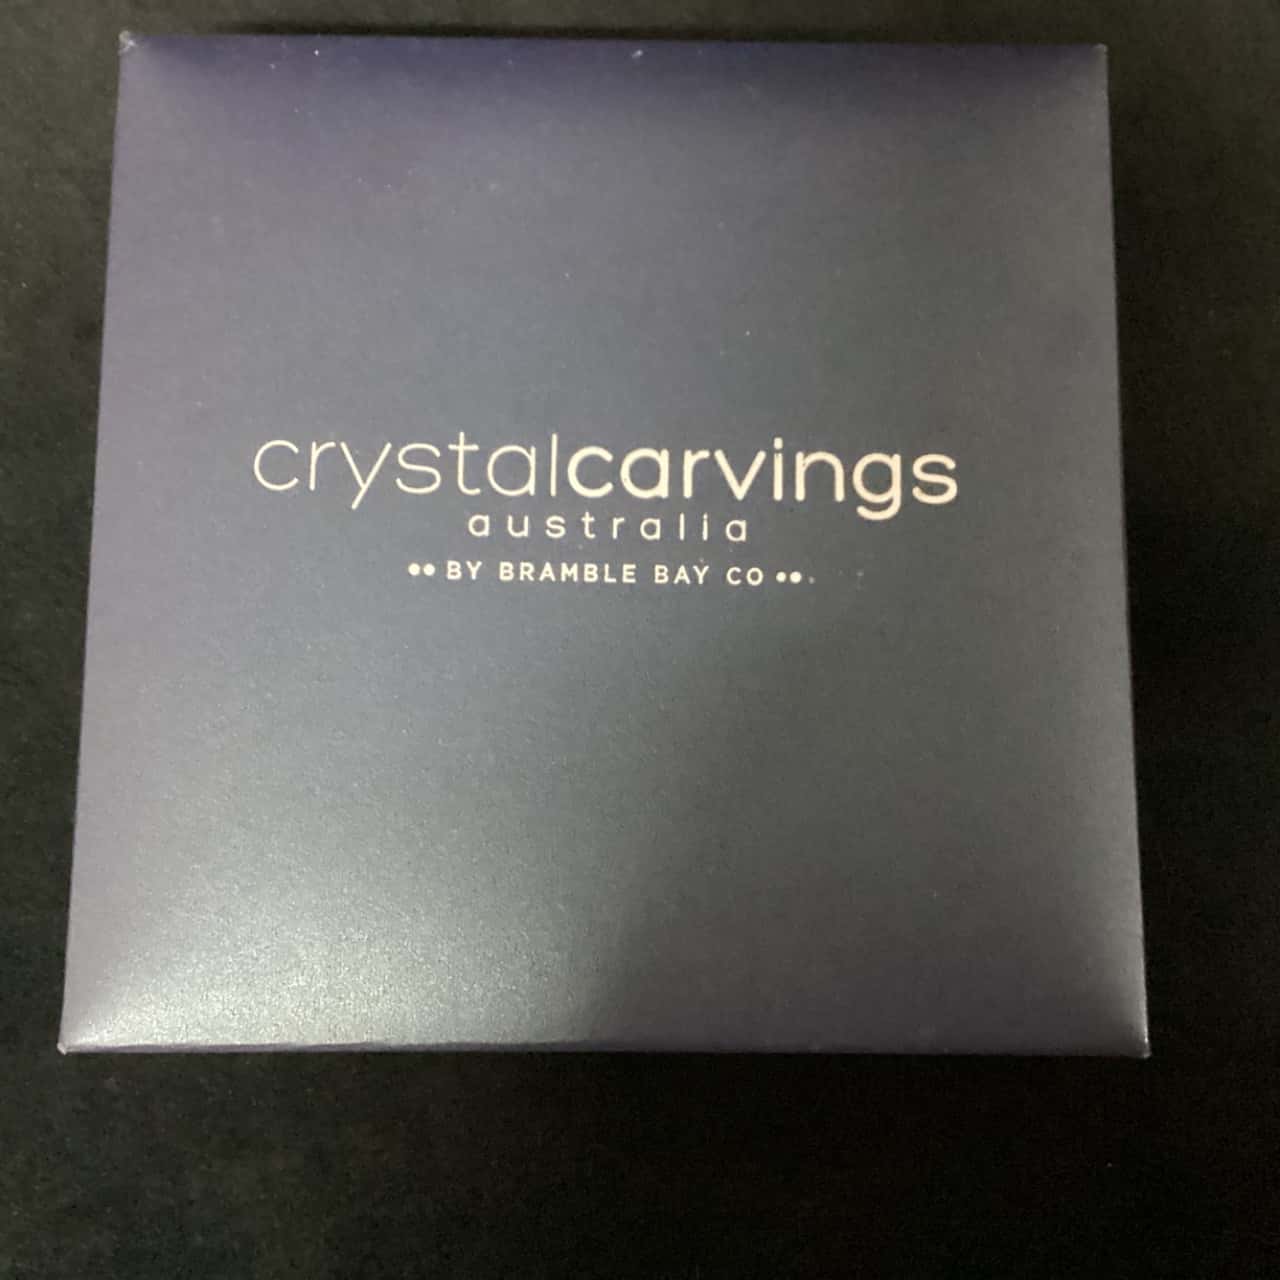 crystalcarvings
australia
•• BY BRAMBLE BAY CO ••